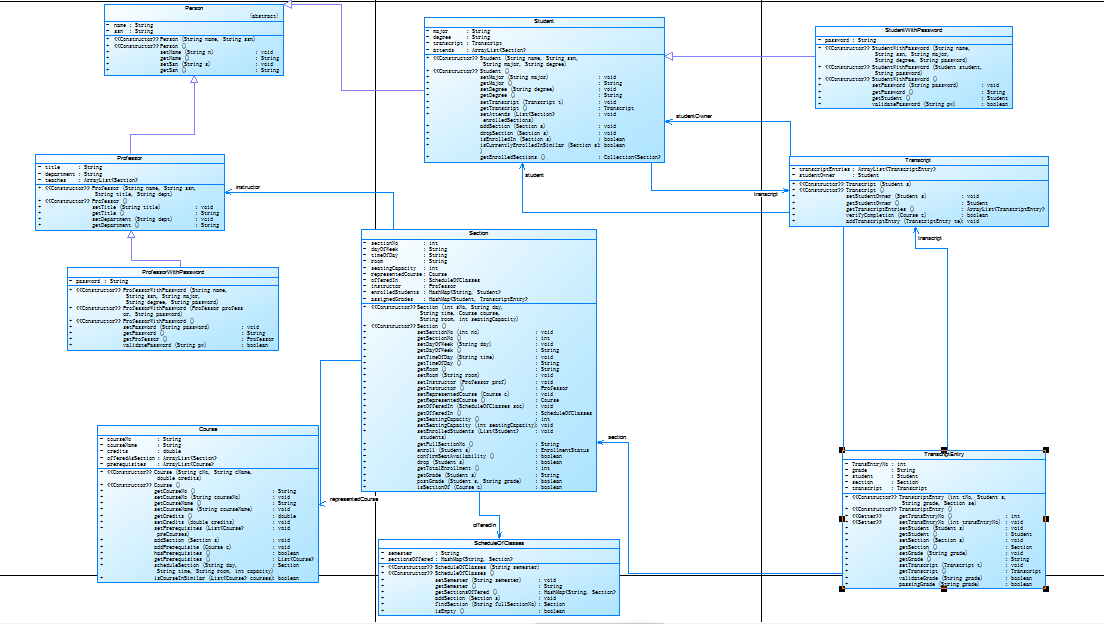 Person
{abstract}
- name : String
- ssn : String
+ <<Constructor>> Person (String name, String ssn)
+ <<Constructor>> Person ()
+ setName (String n) : void
+ getName () : String
+ setSsn (String s) : void
+ getSsn () : String
Student
- major : String
- degree : String
- transcript : Transcript
- attends : ArrayList<Section>
+ <<Constructor>> Student (String name, String ssn,
String major, String degree)
+ <<Constructor>> Student ()
+ setMajor (String major) : void
+ getMajor () : String
+ setDegree (String degree) : void
+ getDegree () : String
+ setTranscript (Transcript t) : void
+ getTranscript () : Transcript
+ setAttends (List<Section> : void
enrolledSections)
+ addSection (Section s) : void
+ dropSection (Section s) : void
+ isEnrolledIn (Section s) : boolean
+ isCurrentlyEnrolledInSimilar (Section s1 : boolean
)
+ getEnrolledSections () : Collection<Section>
StudentWithPassword
- password : String
+ <<Constructor>> StudentWithPassword (String name,
String ssn, String major,
String degree, String password)
+ <<Constructor>> StudentWithPassword (Student student,
String password)
+ <<Constructor>> StudentWithPassword ()
+ setPassword (String password) : void
+ getPassword () : String
+ getStudent () : Student
+ validatePassword (String pw) : boolean
studentOwner
student
transcript
Transcript
- transcriptEntries : ArrayList<TranscriptEntry>
- studentOwner : Student
+ <<Constructor>> Transcript (Student s)
+ <<Constructor>> Transcript ()
+ setStudentOwner (Student s) : void
+ getStudentOwner () : Student
+ getTranscriptEntries () : ArrayList<TranscriptEntry>
+ verifyCompletion (Course c) : boolean
+ addTranscriptEntry (TranscriptEntry te) : void
transcript
Professor
- title : String
- department : String
- teaches : ArrayList<Section>
+ <<Constructor>> Professor (String name, String ssn,
String title, String dept)
+ <<Constructor>> Professor ()
+ setTitle (String title) : void
+ getTitle () : String
+ setDepartment (String dept) : void
+ getDepartment () : String
instructor
ProfessorWithPassword
- password : String
+ <<Constructor>> ProfessorWithPassword (String name,
String ssn, String major,
String degree, String password)
+ <<Constructor>> ProfessorWithPassword (Professor profess
or, String password)
+ <<Constructor>> ProfessorWithPassword ()
+ setPassword (String password) : void
+ getPassword () : String
+ getProfessor () : Professor
+ validatePassword (String pw) : boolean
Section
- sectionNo : int
- dayOfWeek : String
- timeOfDay : String
- room : String
- seatingCapacity : int
- representedCourse : Course
- offeredIn : ScheduleOfClasses
- instructor : Professor
- enrolledStudents : HashMap<String, Student>
- assignedGrades : HashMap<Student, TranscriptEntry>
+ <<Constructor>> Section (int sNo, String day,
String time, Course course,
String room, int seatingCapacity)
+ <<Constructor>> Section ()
+ setSectionNo (int no) : void
+ getSectionNo () : int
+ setDayOfWeek (String day) : void
+ getDayOfWeek () : String
+ setTimeOfDay (String time) : void
+ getTimeOfDay () : String
+ getRoom () : String
+ setRoom (String room) : void
+ setInstructor (Professor prof) : void
+ getInstructor () : Professor
+ setRepresentedCourse (Course c) : void
+ getRepresentedCourse () : Course
+ setOfferedIn (ScheduleOfClasses soc) : void
+ getOfferedIn () : ScheduleOfClasses
+ getSeatingCapacity () : int
+ setSeatingCapacity (int seatingCapacity) : void
+ setEnrolledStudents (List<Student> : void
students)
+ getFullSectionNo () : String
+ enroll (Student s) : EnrollmentStatus
+ confirmSeatAvailability () : boolean
+ drop (Student s) : boolean
+ getTotalEnrollment () : int
+ getGrade (Student s) : String
+ postGrade (Student s, String grade) : boolean
+ isSectionOf (Course c) : boolean
section
representedCourse
offeredIn
Course
- courseNo : String
- courseName : String
- credits : double
- offeredAsSection : ArrayList<Section>
- prerequisites : ArrayList<Course>
+ <<Constructor>> Course (String cNo, String cName,
double credits)
+ <<Constructor>> Course ()
+ getCourseNo () : String
+ setCourseNo (String courseNo) : void
+ getCourseName () : String
+ setCourseName (String courseName) : void
+ getCredits () : double
+ setCredits (double credits) : void
+ setPrerequisites (List<Course> : void
preCourses)
+ addSection (Section s) : void
+ addPrerequisite (Course c) : void
+ hasPrerequisites () : boolean
+ getPrerequisites () : List<Course>
+ scheduleSection (String day, : Section
String time, String room, int capacity)
+ isCourseInSimilar (List<Course> courses) : boolean
ScheduleOfClasses
- semester : String
- sectionsOffered : HashMap<String, Section>
+ <<Constructor>> ScheduleOfClasses (String semester)
+ <<Constructor>> ScheduleOfClasses ()
+ setSemester (String semester) : void
+ getSemester () : String
+ getSectionsOffered () : HashMap<String, Section>
+ addSection (Section s) : void
+ findSection (String fullSectionNo) : Section
+ isEmpty () : boolean
TranscriptEntry
- TransEntryNo : int
- grade : String
- student : Student
- section : Section
- transcript : Transcript
+ <<Constructor>> TranscriptEntry (int tNo, Student s,
String grade, Section se)
+ <<Constructor>> TranscriptEntry ()
+ <<Getter>> getTransEntryNo () : int
+ <<Setter>> setTransEntryNo (int transEntryNo) : void
+ setStudent (Student s) : void
+ getStudent () : Student
+ setSection (Section s) : void
+ getSection () : Section
+ setGrade (String grade) : void
+ getGrade () : String
+ setTranscript (Transcript t) : void
+ getTranscript () : Transcript
+ validateGrade (String grade) : boolean
+ passingGrade (String grade) : boolean